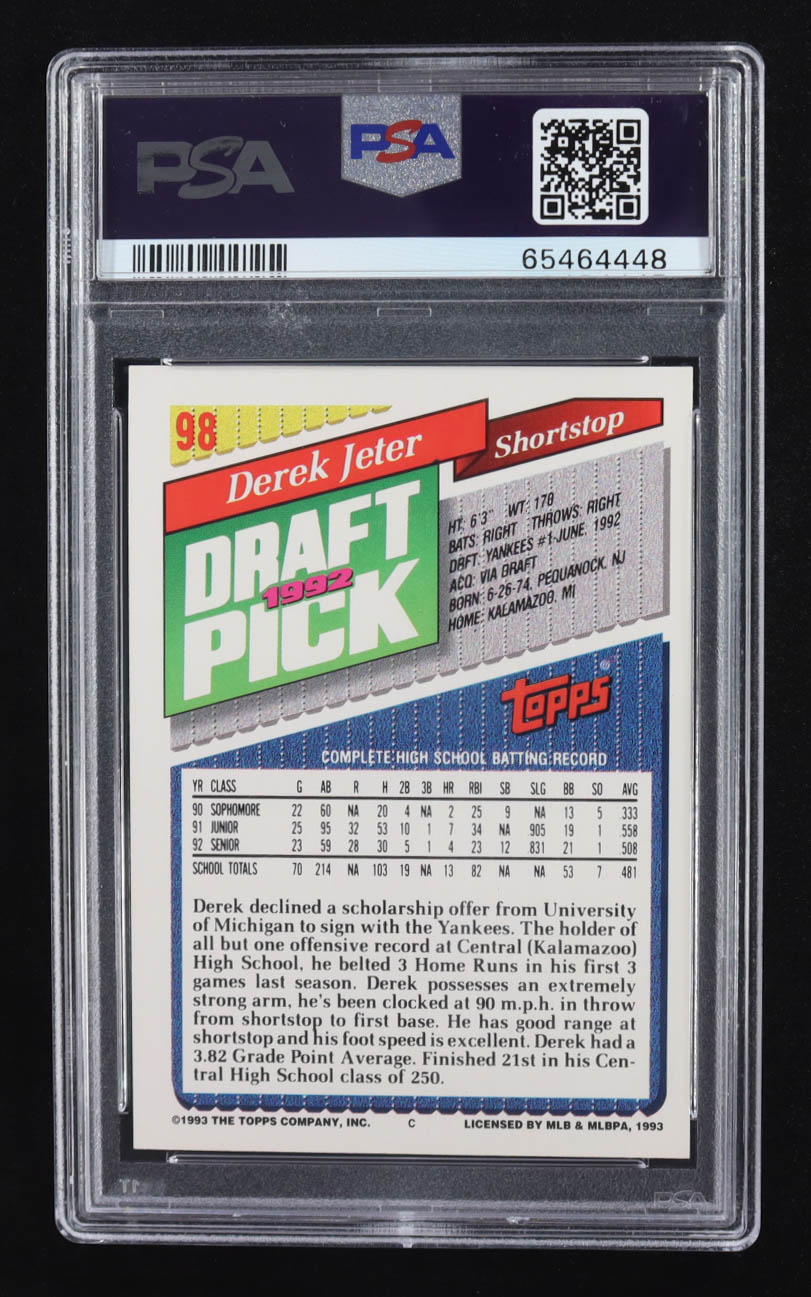 PSA
PSA
65464448
98
Derek Jeter
Shortstop
DRAFT
1992
PICK
HT: 6'3" WT: 178
BATS: RIGHT THROWS: RIGHT
DRFT: YANKEES #1-JUNE, 1992
ACQ: VIA DRAFT
BORN: 6-26-74, PEQUANOCK, NJ
HOME: KALAMAZOO, MI
TOPPS ®
COMPLETE HIGH SCHOOL BATTING RECORD
YR CLASS G AB R H 2B 3B HR RBI SB SLG BB SO AVG
90 SOPHOMORE 22 60 NA 20 4 NA 2 25 9 NA 13 5 .333
91 JUNIOR 25 95 32 53 10 1 7 34 NA .905 19 1 .558
92 SENIOR 23 59 28 30 5 1 4 23 12 .831 21 1 .508
SCHOOL TOTALS 70 214 NA 103 19 NA 13 82 NA NA 53 7 .481
Derek declined a scholarship offer from University
of Michigan to sign with the Yankees. The holder of
all but one offensive record at Central (Kalamazoo)
High School, he belted 3 Home Runs in his first 3
games last season. Derek possesses an extremely
strong arm, he's been clocked at 90 m.p.h. in throw
from shortstop to first base. He has good range at
shortstop and his foot speed is excellent. Derek had a
3.82 Grade Point Average. Finished 21st in his Cen-
tral High School class of 250.
©1993 THE TOPPS COMPANY, INC. C LICENSED BY MLB & MLBPA, 1993
PSA